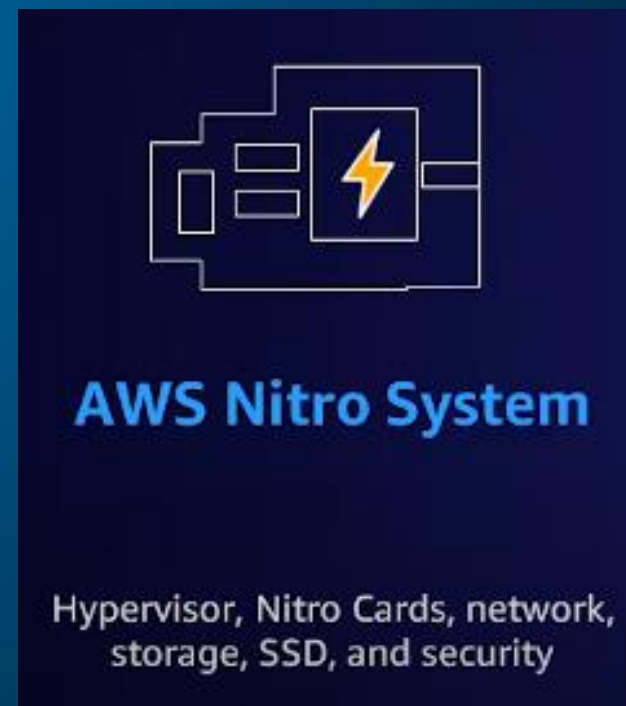 AWS Nitro System
Hypervisor, Nitro Cards, network,
storage, SSD, and security